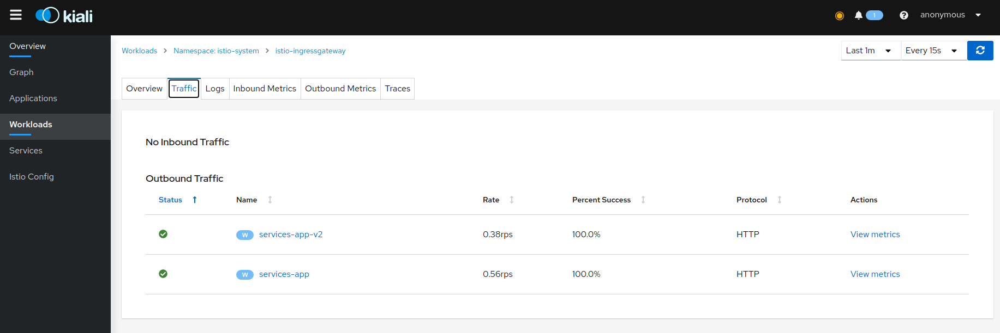 kiali
1
anonymous
Overview
Graph
Applications
Workloads
Services
Istio Config
Workloads Namespace: istio-system istio-ingressgateway
Last 1m Every 15s
Overview Traffic Logs Inbound Metrics Outbound Metrics Traces
No Inbound Traffic
Outbound Traffic
Status Name Rate Percent Success Protocol Actions
W services-app-v2 0.38rps 100.0% HTTP View metrics
W services-app 0.56rps 100.0% HTTP View metrics